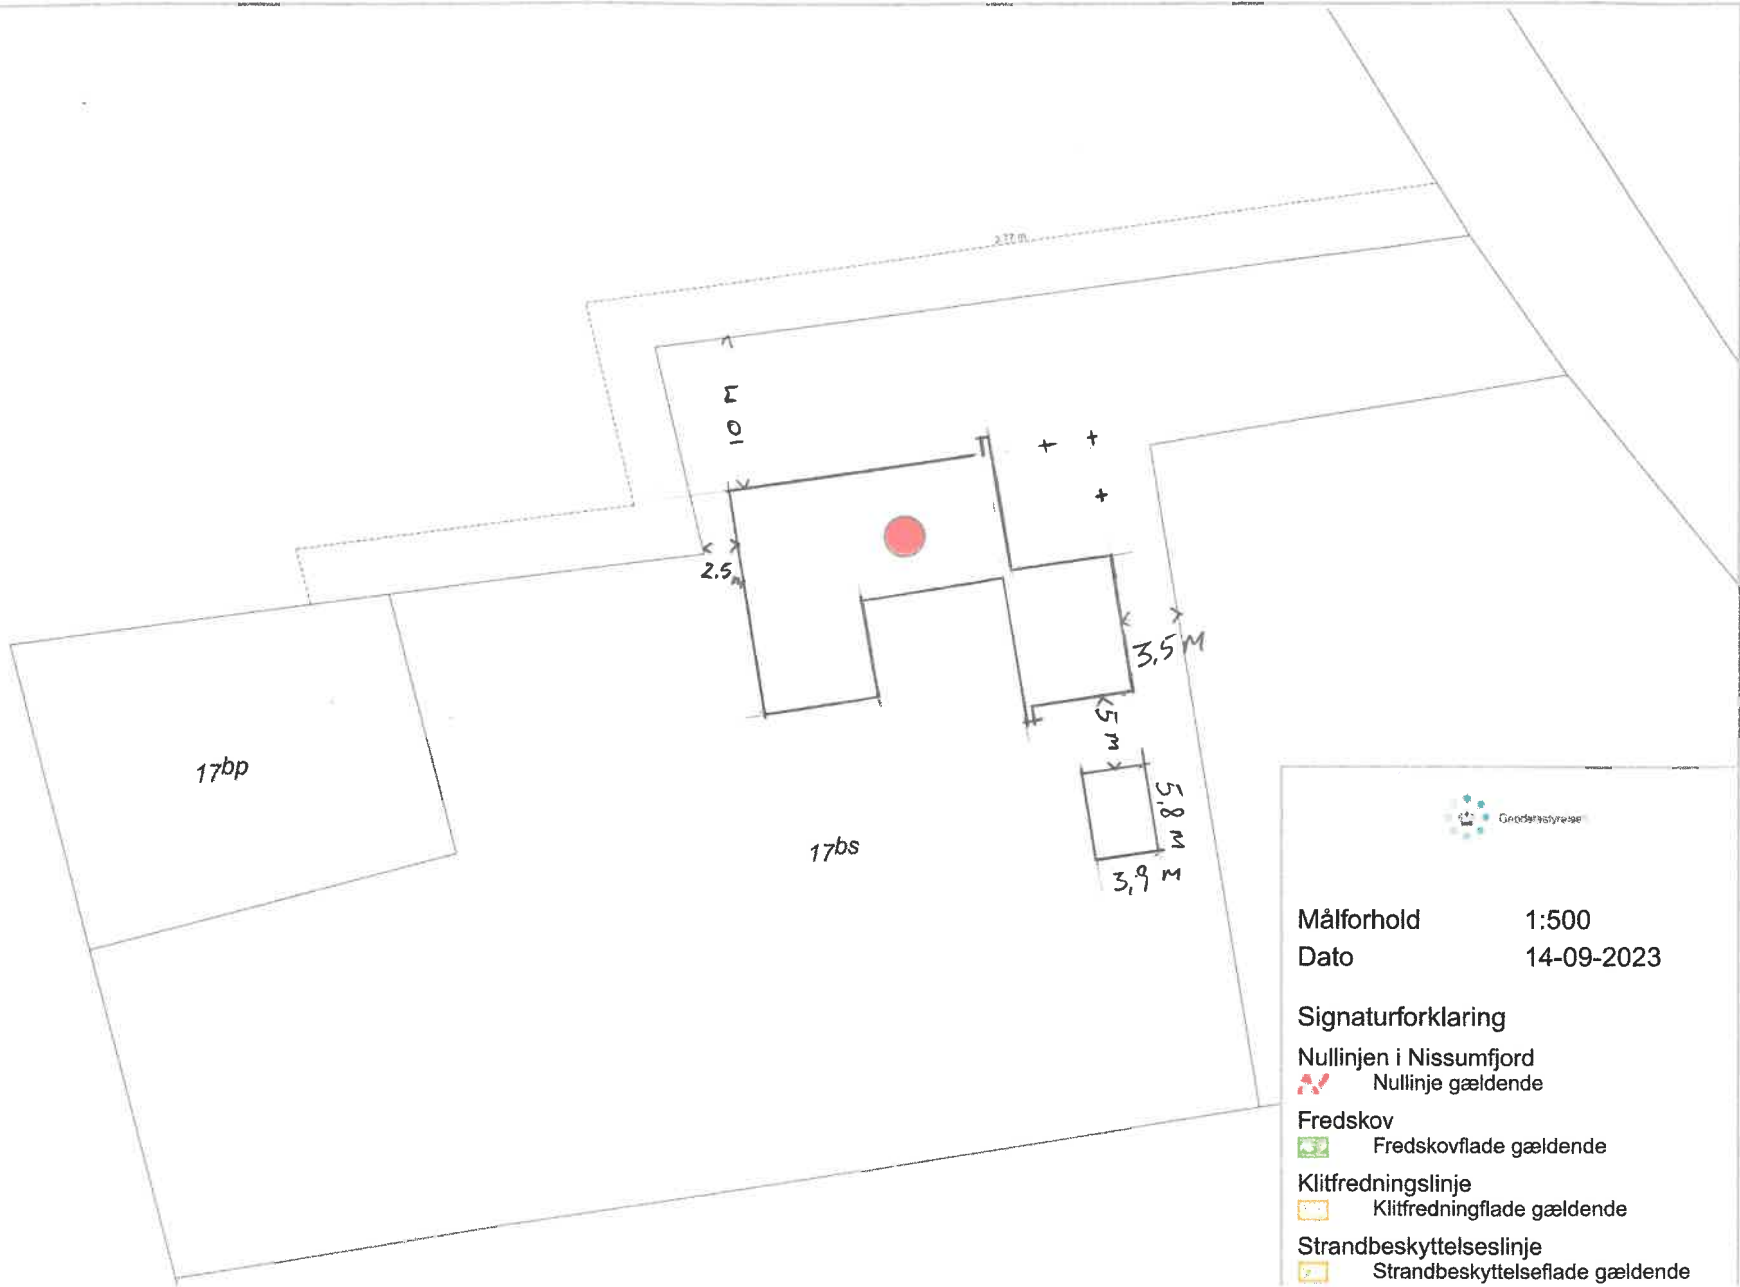 10 M
2.5 m
3,5 M
5 M
5,8 M
3,9 M
17bp
17bs
Geodatastyrelsen
Målforhold 1:500
Dato 14-09-2023
Signaturforklaring
Nullinjen i Nissumfjord
Nullinje gældende
Fredskov
Fredskovflade gældende
Klitfredningslinje
Klitfredningflade gældende
Strandbeskyttelseslinje
Strandbeskyttelseflade gældende